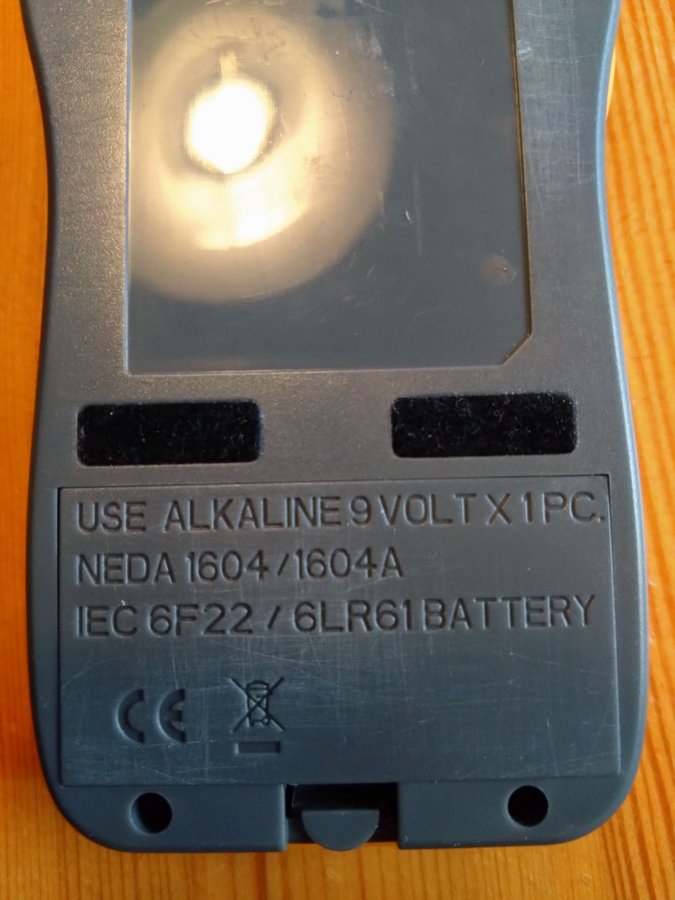 USE ALKALINE 9 VOLT X 1 PC.
NEDA 1604 / 1604A
IEC 6F22 / 6LR61 BATTERY
CE